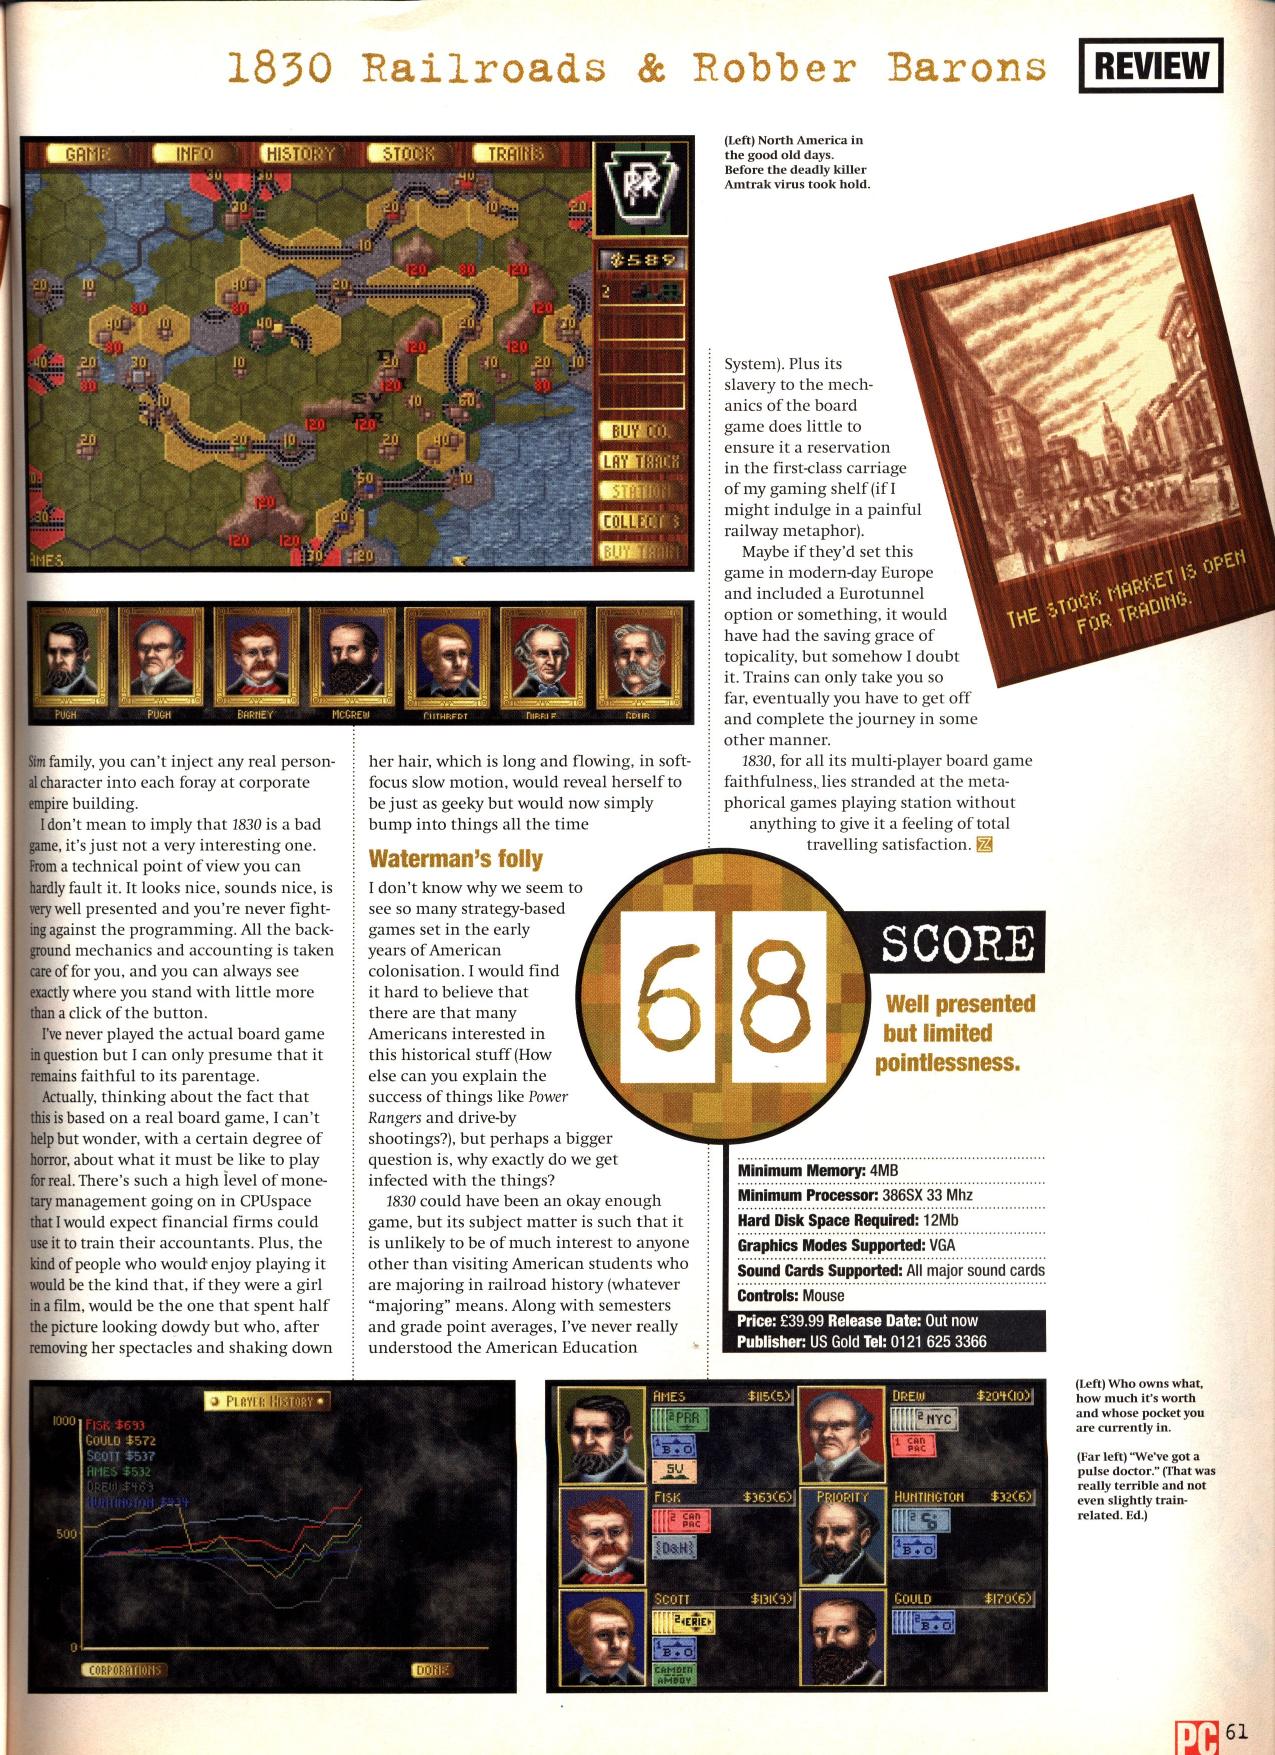 1830 Railroads & Robber Barons
REVIEW
GAME
INFO
HISTORY
STOCK
TRAINS
PRR
$589
2
BUY CO.
LAY TRACK
STATION
COLLECT $
BUY TRAIN
AMES
(Left) North America in
the good old days.
Before the deadly killer
Amtrak virus took hold.
THE STOCK MARKET IS OPEN
FOR TRADING.
PUGH
PUGH
BARNEY
MCGREW
CUTHBERT
DIBBLE
GRUB
Sim family, you can't inject any real person-
al character into each foray at corporate
empire building.
I don't mean to imply that 1830 is a bad
game, it's just not a very interesting one.
From a technical point of view you can
hardly fault it. It looks nice, sounds nice, is
very well presented and you're never fight-
ing against the programming. All the back-
ground mechanics and accounting is taken
care of for you, and you can always see
exactly where you stand with little more
than a click of the button.
I've never played the actual board game
in question but I can only presume that it
remains faithful to its parentage.
Actually, thinking about the fact that
this is based on a real board game, I can't
help but wonder, with a certain degree of
horror, about what it must be like to play
for real. There's such a high level of mone-
tary management going on in CPUspace
that I would expect financial firms could
use it to train their accountants. Plus, the
kind of people who would enjoy playing it
would be the kind that, if they were a girl
in a film, would be the one that spent half
the picture looking dowdy but who, after
removing her spectacles and shaking down
her hair, which is long and flowing, in soft-
focus slow motion, would reveal herself to
be just as geeky but would now simply
bump into things all the time
Waterman's folly
I don't know why we seem to
see so many strategy-based
games set in the early
years of American
colonisation. I would find
it hard to believe that
there are that many
Americans interested in
this historical stuff (How
else can you explain the
success of things like Power
Rangers and drive-by
shootings?), but perhaps a bigger
question is, why exactly do we get
infected with the things?
1830 could have been an okay enough
game, but its subject matter is such that it
is unlikely to be of much interest to anyone
other than visiting American students who
are majoring in railroad history (whatever
"majoring" means. Along with semesters
and grade point averages, I've never really
understood the American Education
System). Plus its
slavery to the mech-
anics of the board
game does little to
ensure it a reservation
in the first-class carriage
of my gaming shelf (if I
might indulge in a painful
railway metaphor).
Maybe if they'd set this
game in modern-day Europe
and included a Eurotunnel
option or something, it would
have had the saving grace of
topicality, but somehow I doubt
it. Trains can only take you so
far, eventually you have to get off
and complete the journey in some
other manner.
1830, for all its multi-player board game
faithfulness, lies stranded at the meta-
phorical games playing station without
anything to give it a feeling of total
travelling satisfaction. Z
68
SCORE
Well presented
but limited
pointlessness.
Minimum Memory: 4MB
Minimum Processor: 386SX 33 Mhz
Hard Disk Space Required: 12Mb
Graphics Modes Supported: VGA
Sound Cards Supported: All major sound cards
Controls: Mouse
Price: £39.99 Release Date: Out now
Publisher: US Gold Tel: 0121 625 3366
PLAYER HISTORY
1000
500
0
FISK $693
GOULD $572
SCOTT $537
AMES $532
DREW $463
HUNTINGTON
CORPORATIONS
DONE
AMES $115(5)
2 PRR
1 B+O
SV
DREW $204(10)
2 NYC
1 CAN PAC
FISK $363(6)
2 CAN PAC
D&H
PRIORITY
HUNTINGTON $32(6)
2 C&O
1 B+O
SCOTT $131(9)
2 ERIE
1 B+O
CAMDEN AMBOY
GOULD $170(6)
2 B+O
(Left) Who owns what,
how much it's worth
and whose pocket you
are currently in.
(Far left) "We've got a
pulse doctor." (That was
really terrible and not
even slightly train-
related. Ed.)
PC 61